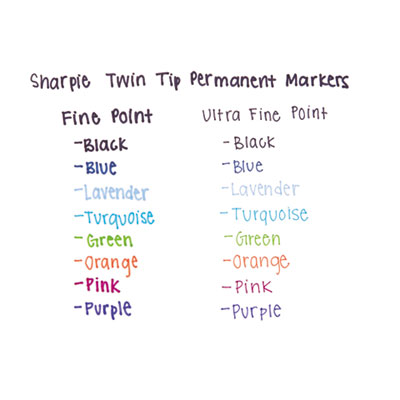 Sharpie Twin Tip Permanent Markers
Fine Point
-Black
-Blue
-Lavender
-Turquoise
-Green
-Orange
-Pink
-Purple
Ultra Fine Point
-Black
-Blue
-Lavender
-Turquoise
-Green
-Orange
-Pink
-Purple